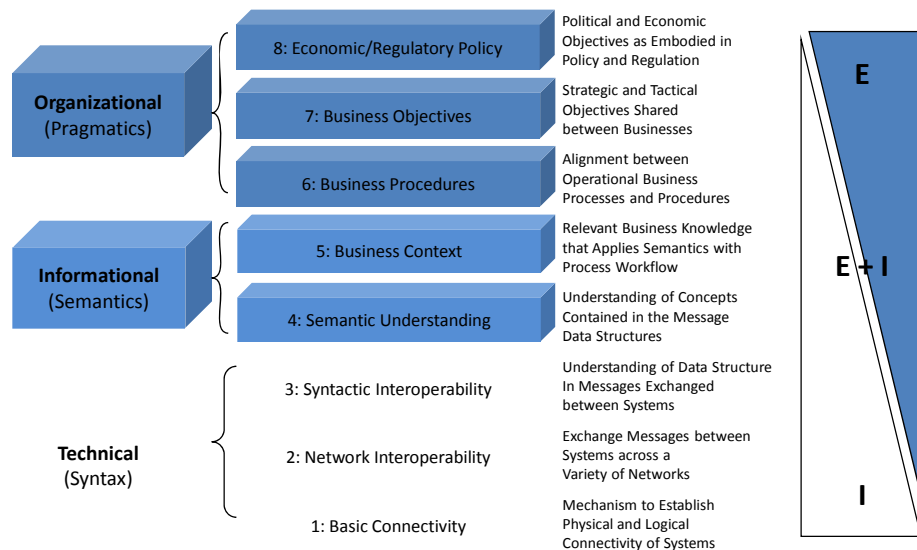 Organizational
(Pragmatics)
8: Economic/Regulatory Policy
Political and Economic
Objectives as Embodied in
Policy and Regulation
7: Business Objectives
Strategic and Tactical
Objectives Shared
between Businesses
6: Business Procedures
Alignment between
Operational Business
Processes and Procedures
Informational
(Semantics)
5: Business Context
Relevant Business Knowledge
that Applies Semantics with
Process Workflow
4: Semantic Understanding
Understanding of Concepts
Contained in the Message
Data Structures
Technical
(Syntax)
3: Syntactic Interoperability
Understanding of Data Structure
In Messages Exchanged
between Systems
2: Network Interoperability
Exchange Messages between
Systems across a
Variety of Networks
1: Basic Connectivity
Mechanism to Establish
Physical and Logical
Connectivity of Systems
E
E + I
I